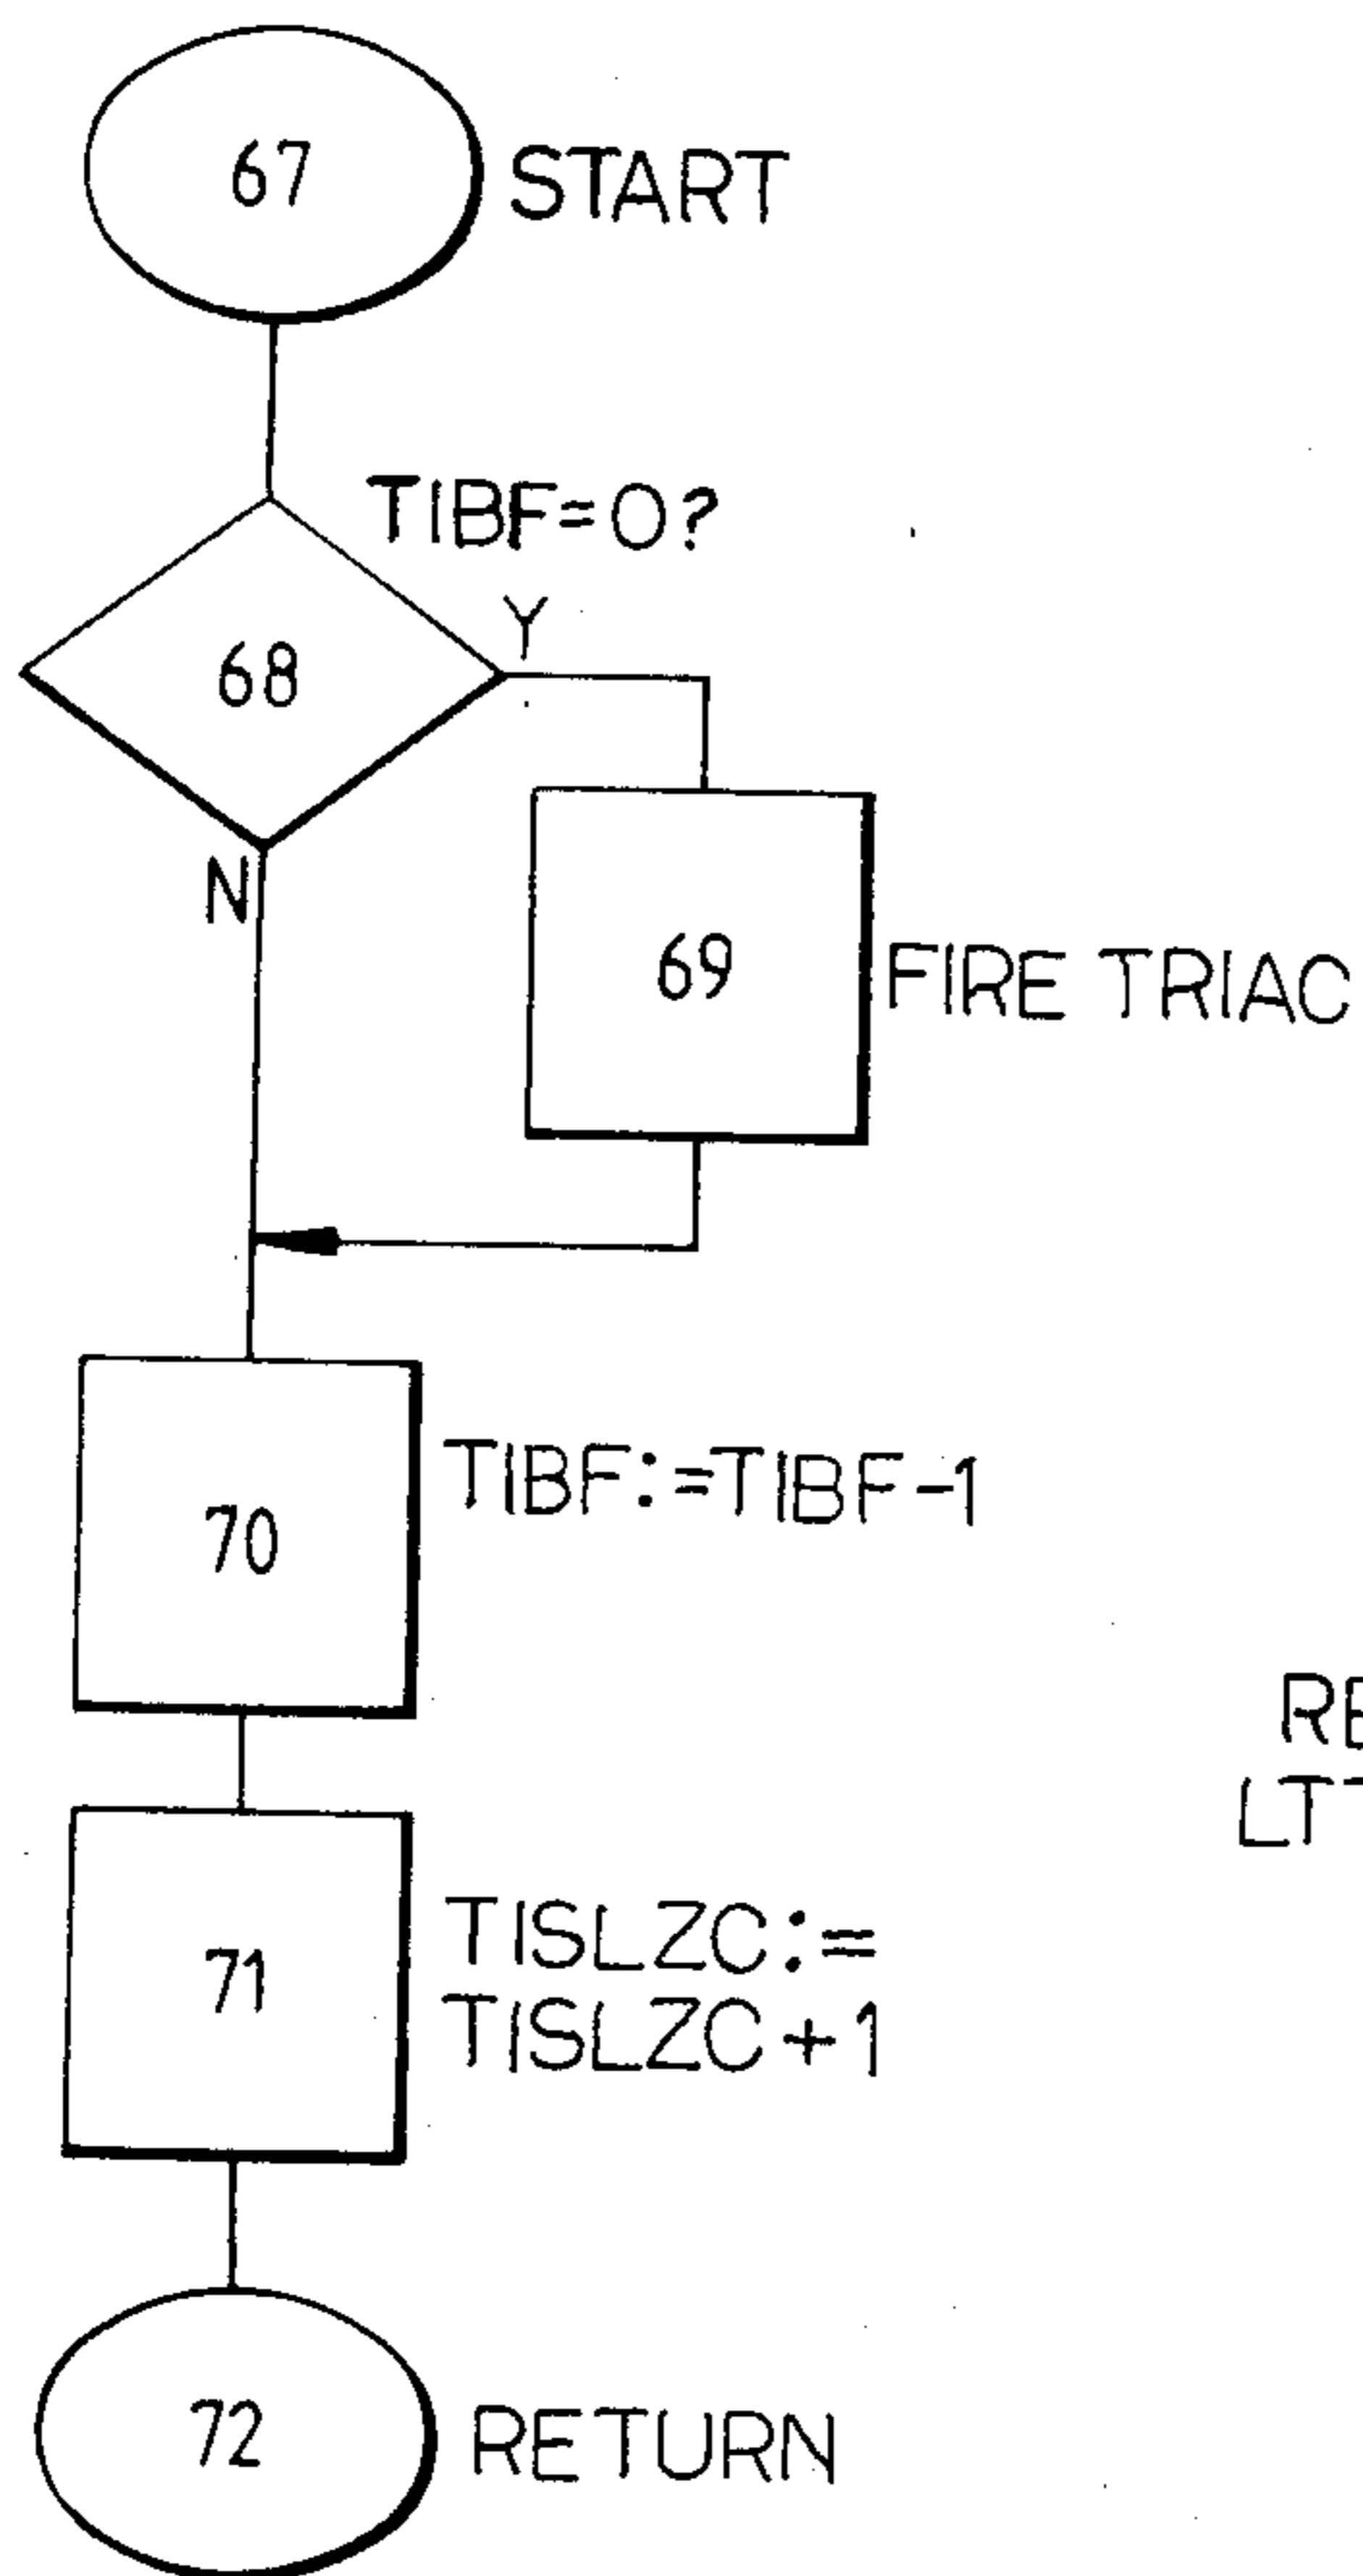 67 START
TIBF=0?
Y
68
N
69 FIRE TRIAC
70 TIBF:=TIBF-1
71 TISLZC:=
TISLZC+1
72 RETURN